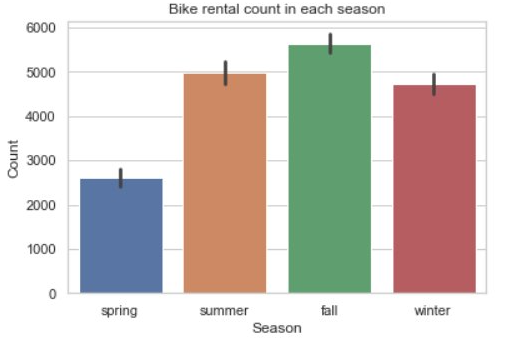 Bike rental count in each season
6000
5000
4000
3000
2000
1000
0
Count
spring summer fall winter
Season